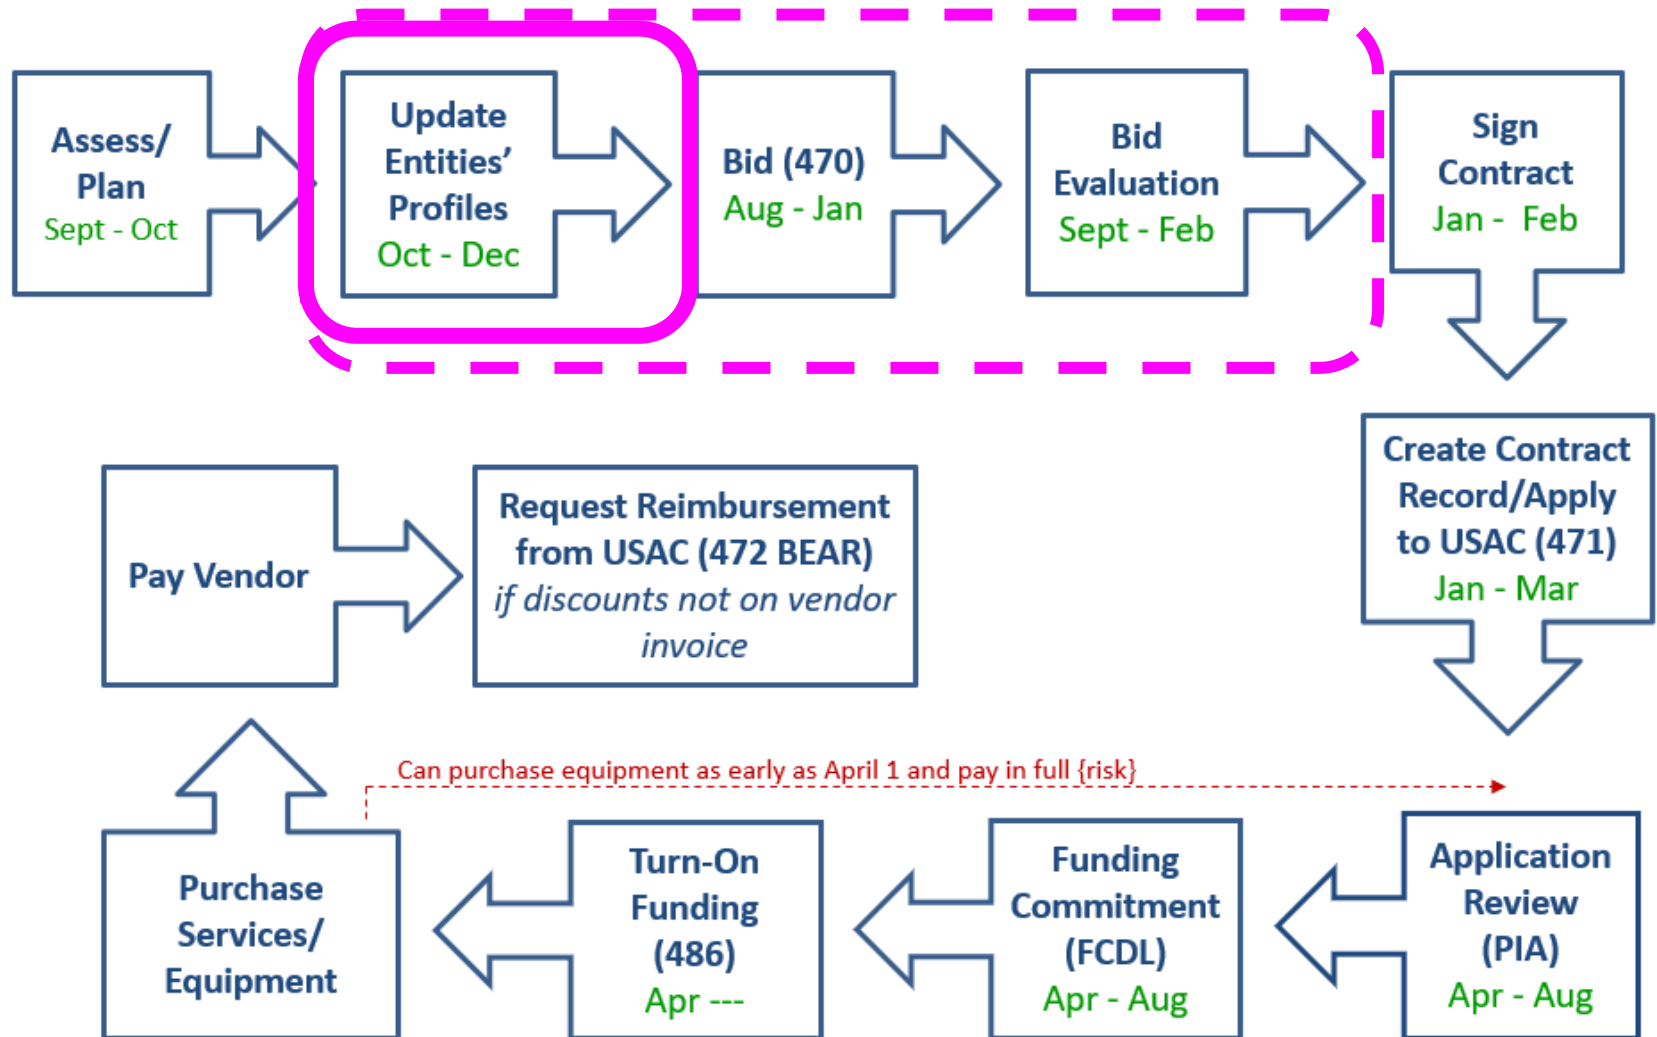 Assess/
Plan
Sept - Oct
Update
Entities’
Profiles
Oct - Dec
Bid (470)
Aug - Jan
Bid
Evaluation
Sept - Feb
Sign
Contract
Jan - Feb
Create Contract
Record/Apply
to USAC (471)
Jan - Mar
Pay Vendor
Request Reimbursement
from USAC (472 BEAR)
if discounts not on vendor
invoice
Can purchase equipment as early as April 1 and pay in full {risk}
Purchase
Services/
Equipment
Turn-On
Funding
(486)
Apr ---
Funding
Commitment
(FCDL)
Apr - Aug
Application
Review
(PIA)
Apr - Aug